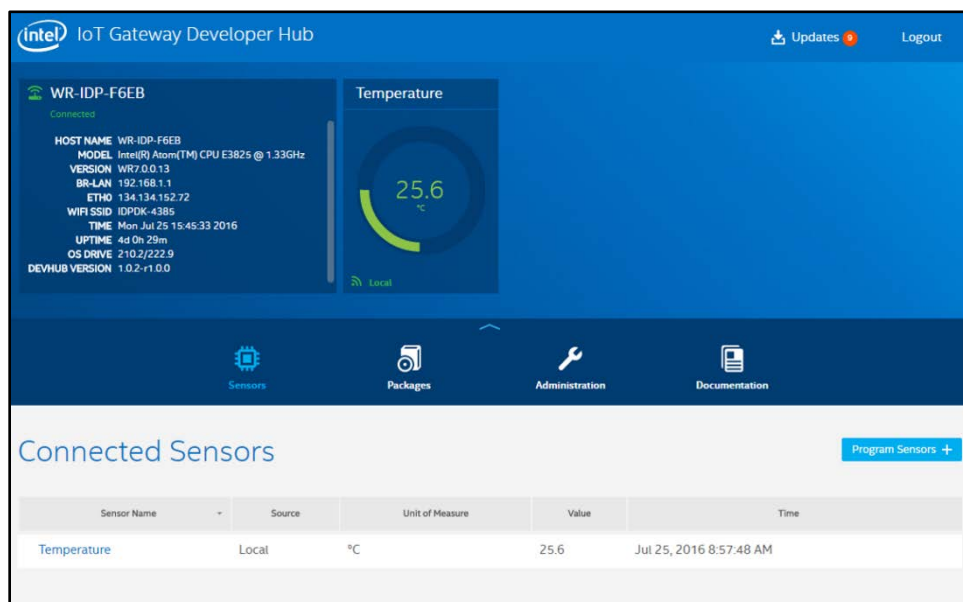 intel IoT Gateway Developer Hub
Updates 9 Logout
WR-IDP-F6EB
Connected
HOST NAME WR-IDP-F6EB
MODEL Intel(R) Atom(TM) CPU E3825 @ 1.33GHz
VERSION WR7.0.0.13
BR-LAN 192.168.1.1
ETH0 134.134.152.72
WIFI SSID IDPDK-4385
TIME Mon Jul 25 15:45:33 2016
UPTIME 4d 0h 29m
OS DRIVE 210.2/222.9
DEVHUB VERSION 1.0.2-r1.0.0
Temperature
25.6
°C
Local
Sensors Packages Administration Documentation
Connected Sensors
Program Sensors +
Sensor Name Source Unit of Measure Value Time
Temperature Local °C 25.6 Jul 25, 2016 8:57:48 AM